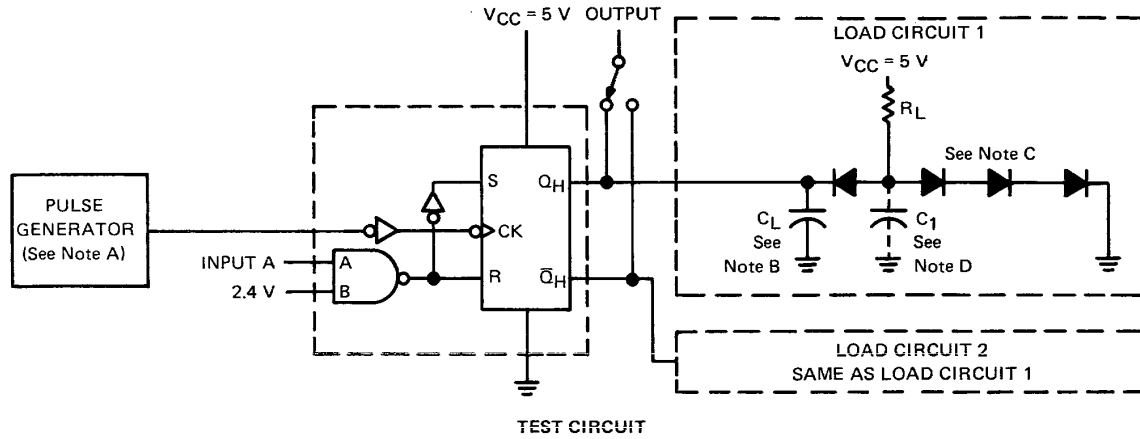 VCC = 5 V OUTPUT
LOAD CIRCUIT 1
VCC = 5 V
RL
See Note C
PULSE
GENERATOR
(See Note A)
S
QH
CK
CL
See
Note B
C1
See
Note D
INPUT A
A
2.4 V
B
R
Q̅H
LOAD CIRCUIT 2
SAME AS LOAD CIRCUIT 1
TEST CIRCUIT